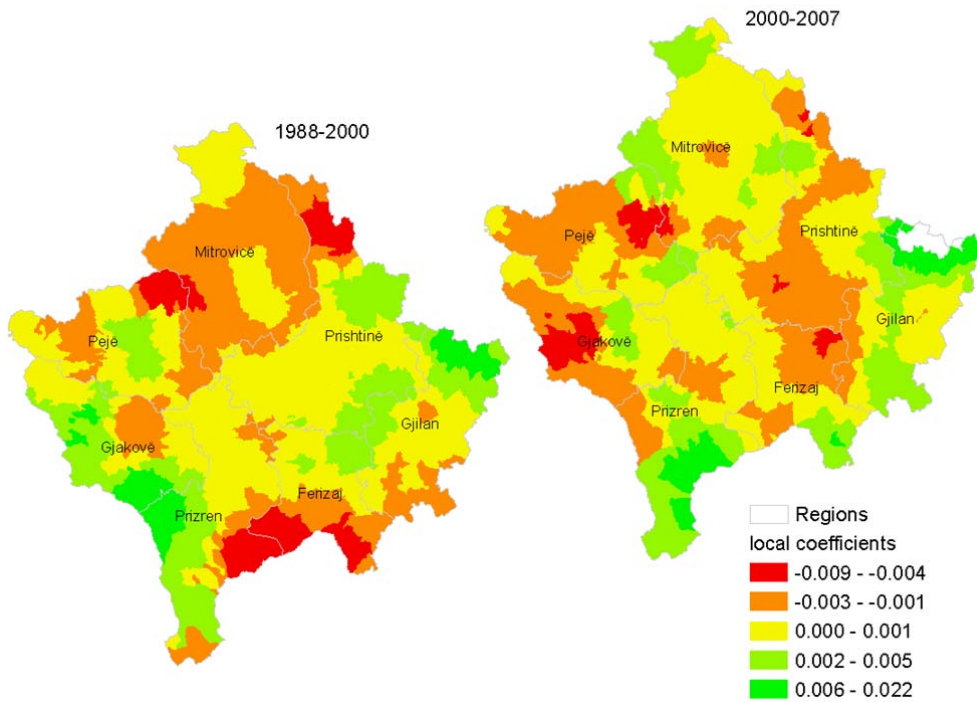 1988-2000
Mitrovicë
Pejë
Prishtinë
Gjilan
Gjakovë
Ferizaj
Prizren
2000-2007
Mitrovicë
Pejë
Prishtinë
Gjilan
Gjakovë
Ferizaj
Prizren
Regions
local coefficients
-0.009 - -0.004
-0.003 - -0.001
0.000 - 0.001
0.002 - 0.005
0.006 - 0.022